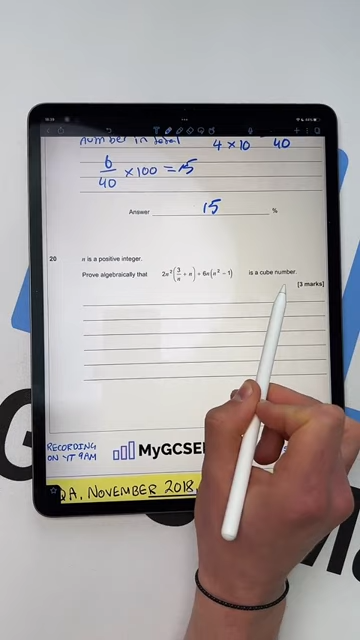 number in total
4 × 10 40
6/40 × 100 = 15
Answer 15 %
20 n is a positive integer.
Prove algebraically that 2n² (3/n + n) + 6n(n² − 1) is a cube number.
[3 marks]
RECORDING
ON YT 9AM
MyGCSE
QA, NOVEMBER 2018,